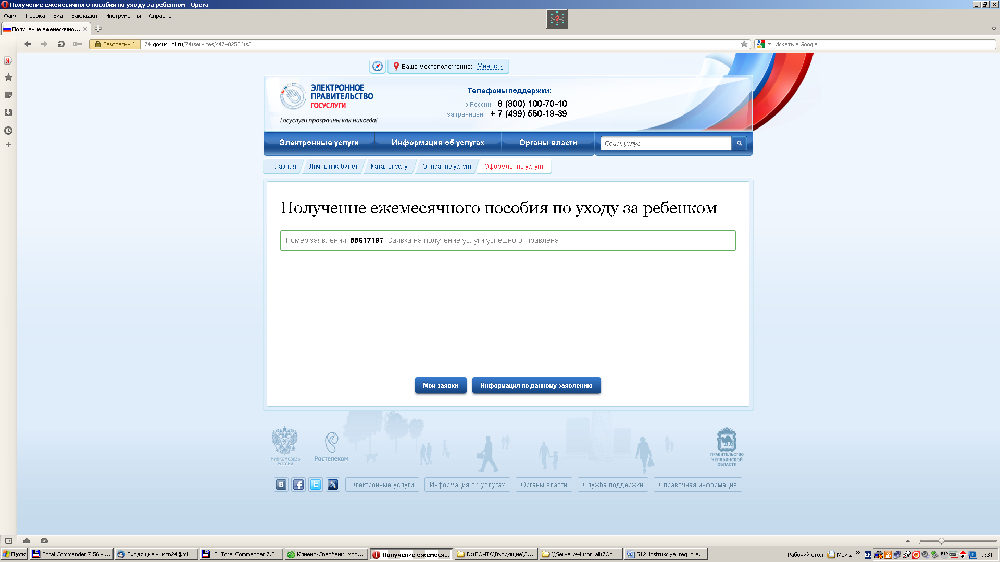 Получение ежемесячного пособия по уходу за ребенком - Opera
Файл Правка Вид Закладки Инструменты Справка
Получение ежемесячно...
Безопасный 74.gosuslugi.ru/74/services/s47402556/s3 Искать в Google
Ваше местоположение: Миасс
ЭЛЕКТРОННОЕ
ПРАВИТЕЛЬСТВО
ГОСУСЛУГИ
Госуслуги прозрачны как никогда!
Телефоны поддержки:
в России: 8 (800) 100-70-10
за границей: + 7 (499) 550-18-39
Электронные услуги Информация об услугах Органы власти Поиск услуг
Главная Личный кабинет Каталог услуг Описание услуги Оформление услуги
Получение ежемесячного пособия по уходу за ребенком
Номер заявления 55617197. Заявка на получение услуги успешно отправлена.
Мои заявки Информация по данному заявлению
МИНКОМСВЯЗЬ
РОССИИ
Ростелеком
ПРАВИТЕЛЬСТВО
ЧЕЛЯБИНСКОЙ
ОБЛАСТИ
Электронные услуги Информация об услугах Органы власти Служба поддержки Справочная информация
Пуск Total Commander 7.56 - ... Входящие - uszn24@mi... [2] Total Commander 7.5... Клиент-Сбербанк: Упр... Получение ежемеся... D:\ПОЧТА\Входящие\2... \\Serverw4k\for_all\7От... 512_instrukciya_reg_bra... Рабочий стол Мои д » EN FTP 9:31